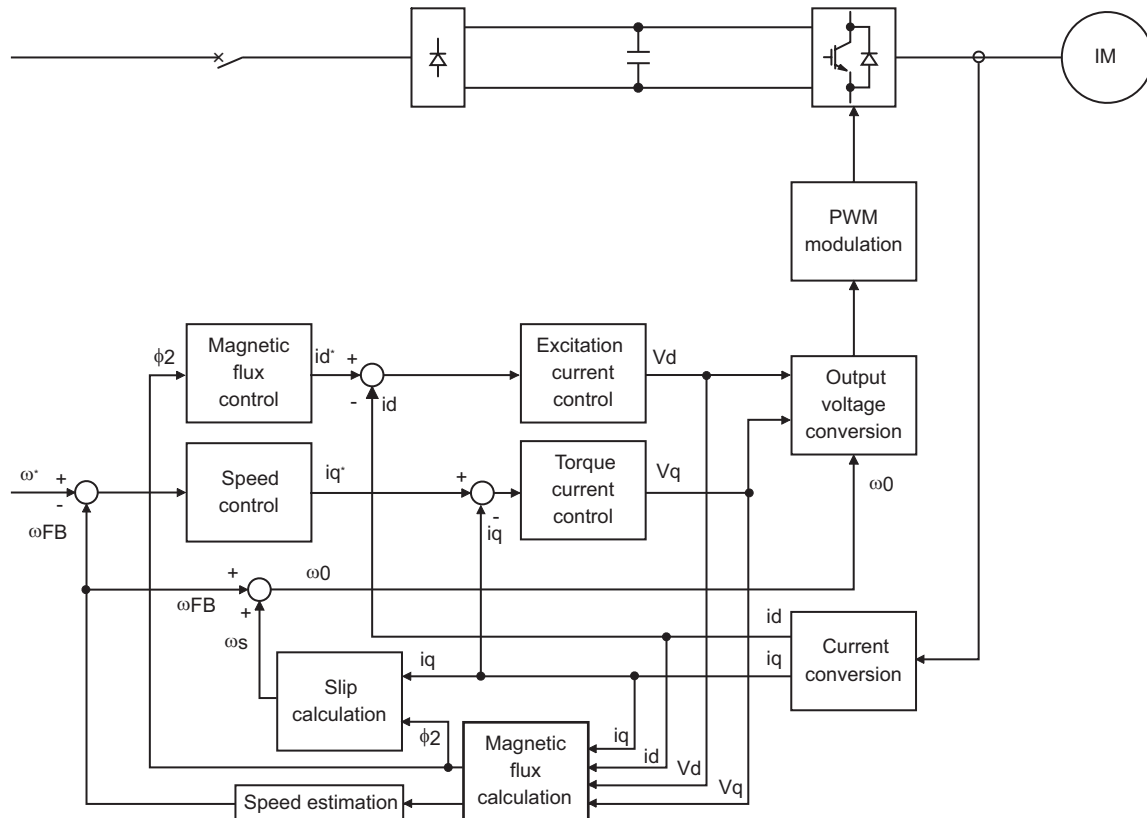 IM
PWM
modulation
ϕ2
Magnetic
flux
control
id*
+
-
id
Excitation
current
control
Vd
Output
voltage
conversion
ω*
+
-
ωFB
Speed
control
iq*
+
-
iq
Torque
current
control
Vq
ω0
+
ωFB
+
ω0
ωs
id
iq
Current
conversion
Slip
calculation
iq
ϕ2
Magnetic
flux
calculation
iq
id
Vd
Vq
Speed estimation